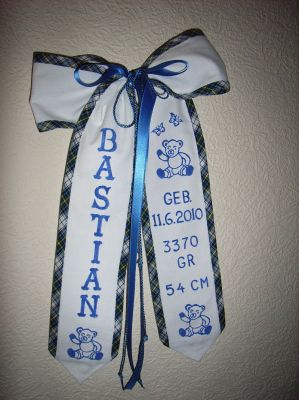 BASTIAN
GEB.
11.6.2010
3370
GR
54 CM